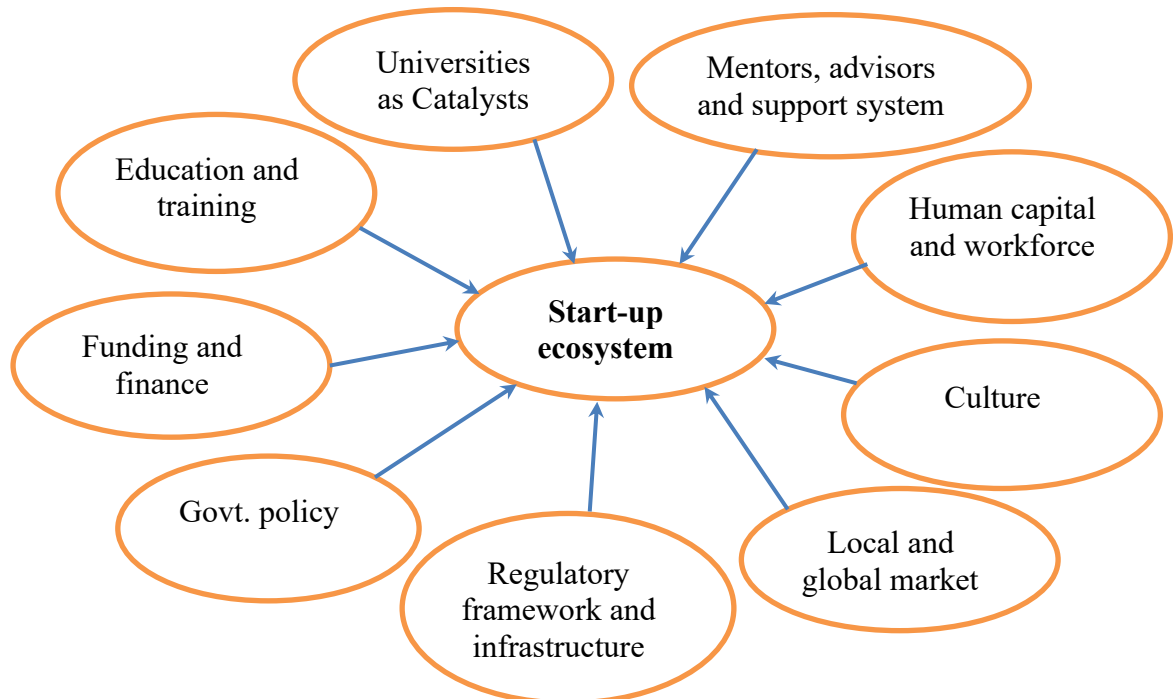 Universities
as Catalysts
Mentors, advisors
and support system
Education and
training
Human capital
and workforce
Start-up
ecosystem
Funding and
finance
Culture
Govt. policy
Local and
global market
Regulatory
framework and
infrastructure